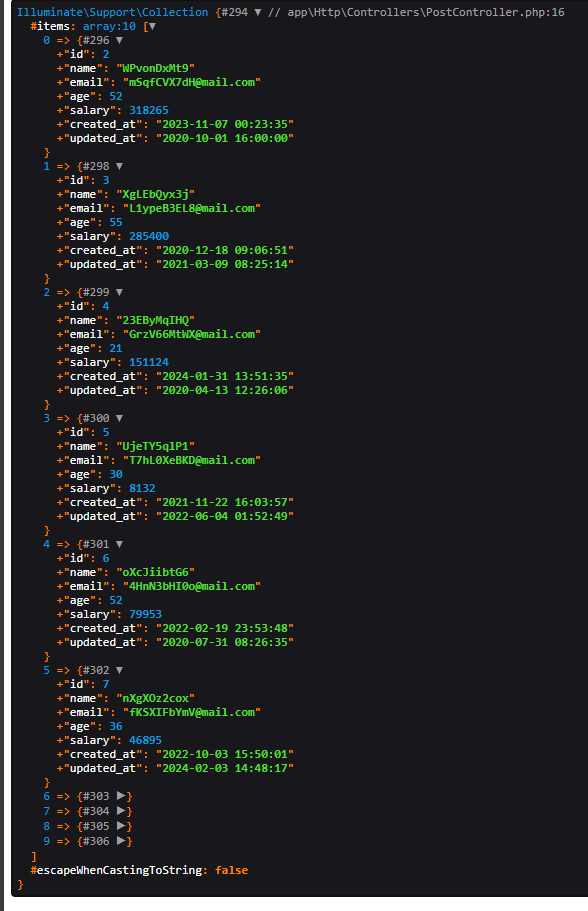 Illuminate\Support\Collection {#294 ▼ // app\Http\Controllers\PostController.php:16
#items: array:10 [▼
0 => {#296 ▼
+"id": 2
+"name": "WPvonDxMt9"
+"email": "mSqfCVX7dH@mail.com"
+"age": 52
+"salary": 318265
+"created_at": "2023-11-07 00:23:35"
+"updated_at": "2020-10-01 16:00:00"
}
1 => {#298 ▼
+"id": 3
+"name": "XgLEbQyx3j"
+"email": "L1ypeB3EL8@mail.com"
+"age": 55
+"salary": 285400
+"created_at": "2020-12-18 09:06:51"
+"updated_at": "2021-03-09 08:25:14"
}
2 => {#299 ▼
+"id": 4
+"name": "23EByMqIHQ"
+"email": "GrzV66MtWX@mail.com"
+"age": 21
+"salary": 151124
+"created_at": "2024-01-31 13:51:35"
+"updated_at": "2020-04-13 12:26:06"
}
3 => {#300 ▼
+"id": 5
+"name": "UjeTY5qlP1"
+"email": "T7hL0XeBKD@mail.com"
+"age": 30
+"salary": 8132
+"created_at": "2021-11-22 16:03:57"
+"updated_at": "2022-06-04 01:52:49"
}
4 => {#301 ▼
+"id": 6
+"name": "oXcJiibtG6"
+"email": "4HnN3bHI0o@mail.com"
+"age": 52
+"salary": 79953
+"created_at": "2022-02-19 23:53:48"
+"updated_at": "2020-07-31 08:26:35"
}
5 => {#302 ▼
+"id": 7
+"name": "nXgXOz2cox"
+"email": "fKSXIFbYmV@mail.com"
+"age": 36
+"salary": 46895
+"created_at": "2022-10-03 15:50:01"
+"updated_at": "2024-02-03 14:48:17"
}
6 => {#303 ▶}
7 => {#304 ▶}
8 => {#305 ▶}
9 => {#306 ▶}
]
#escapeWhenCastingToString: false
}